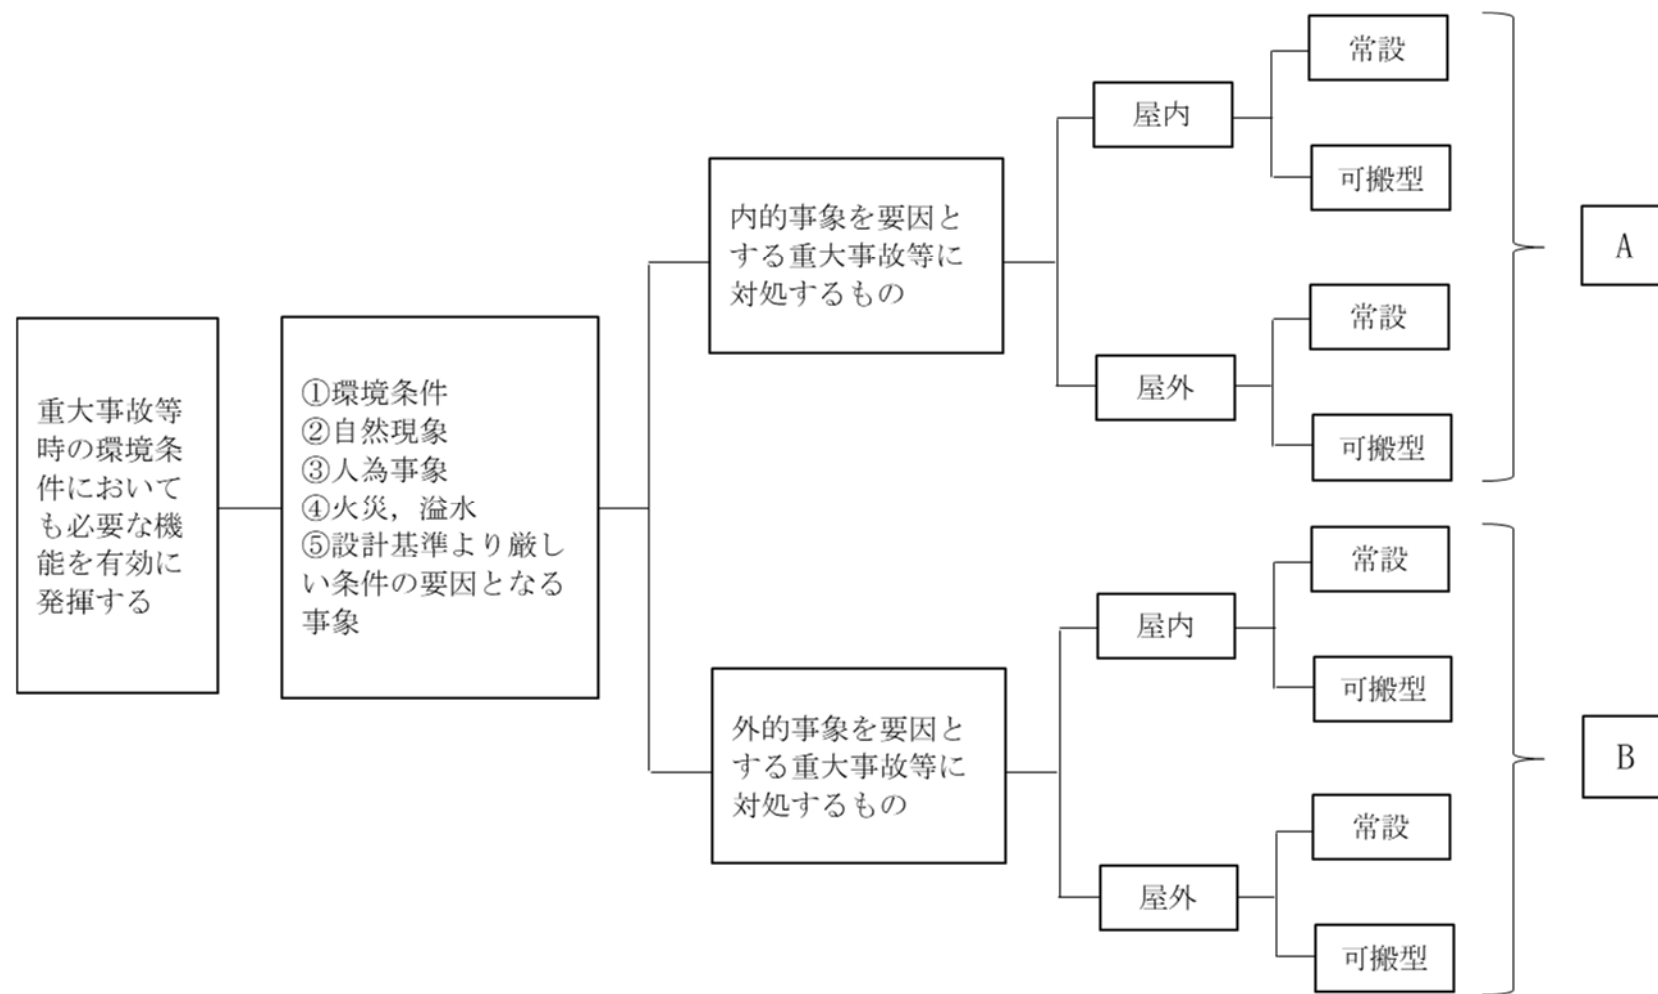 重大事故等
時の環境条
件において
も必要な機
能を有効に
発揮する
①環境条件
②自然現象
③人為事象
④火災，溢水
⑤設計基準より厳し
い条件の要因となる
事象
内的事象を要因と
する重大事故等に
対処するもの
屋内
常設
可搬型
屋外
常設
可搬型
A
外的事象を要因と
する重大事故等に
対処するもの
屋内
常設
可搬型
屋外
常設
可搬型
B